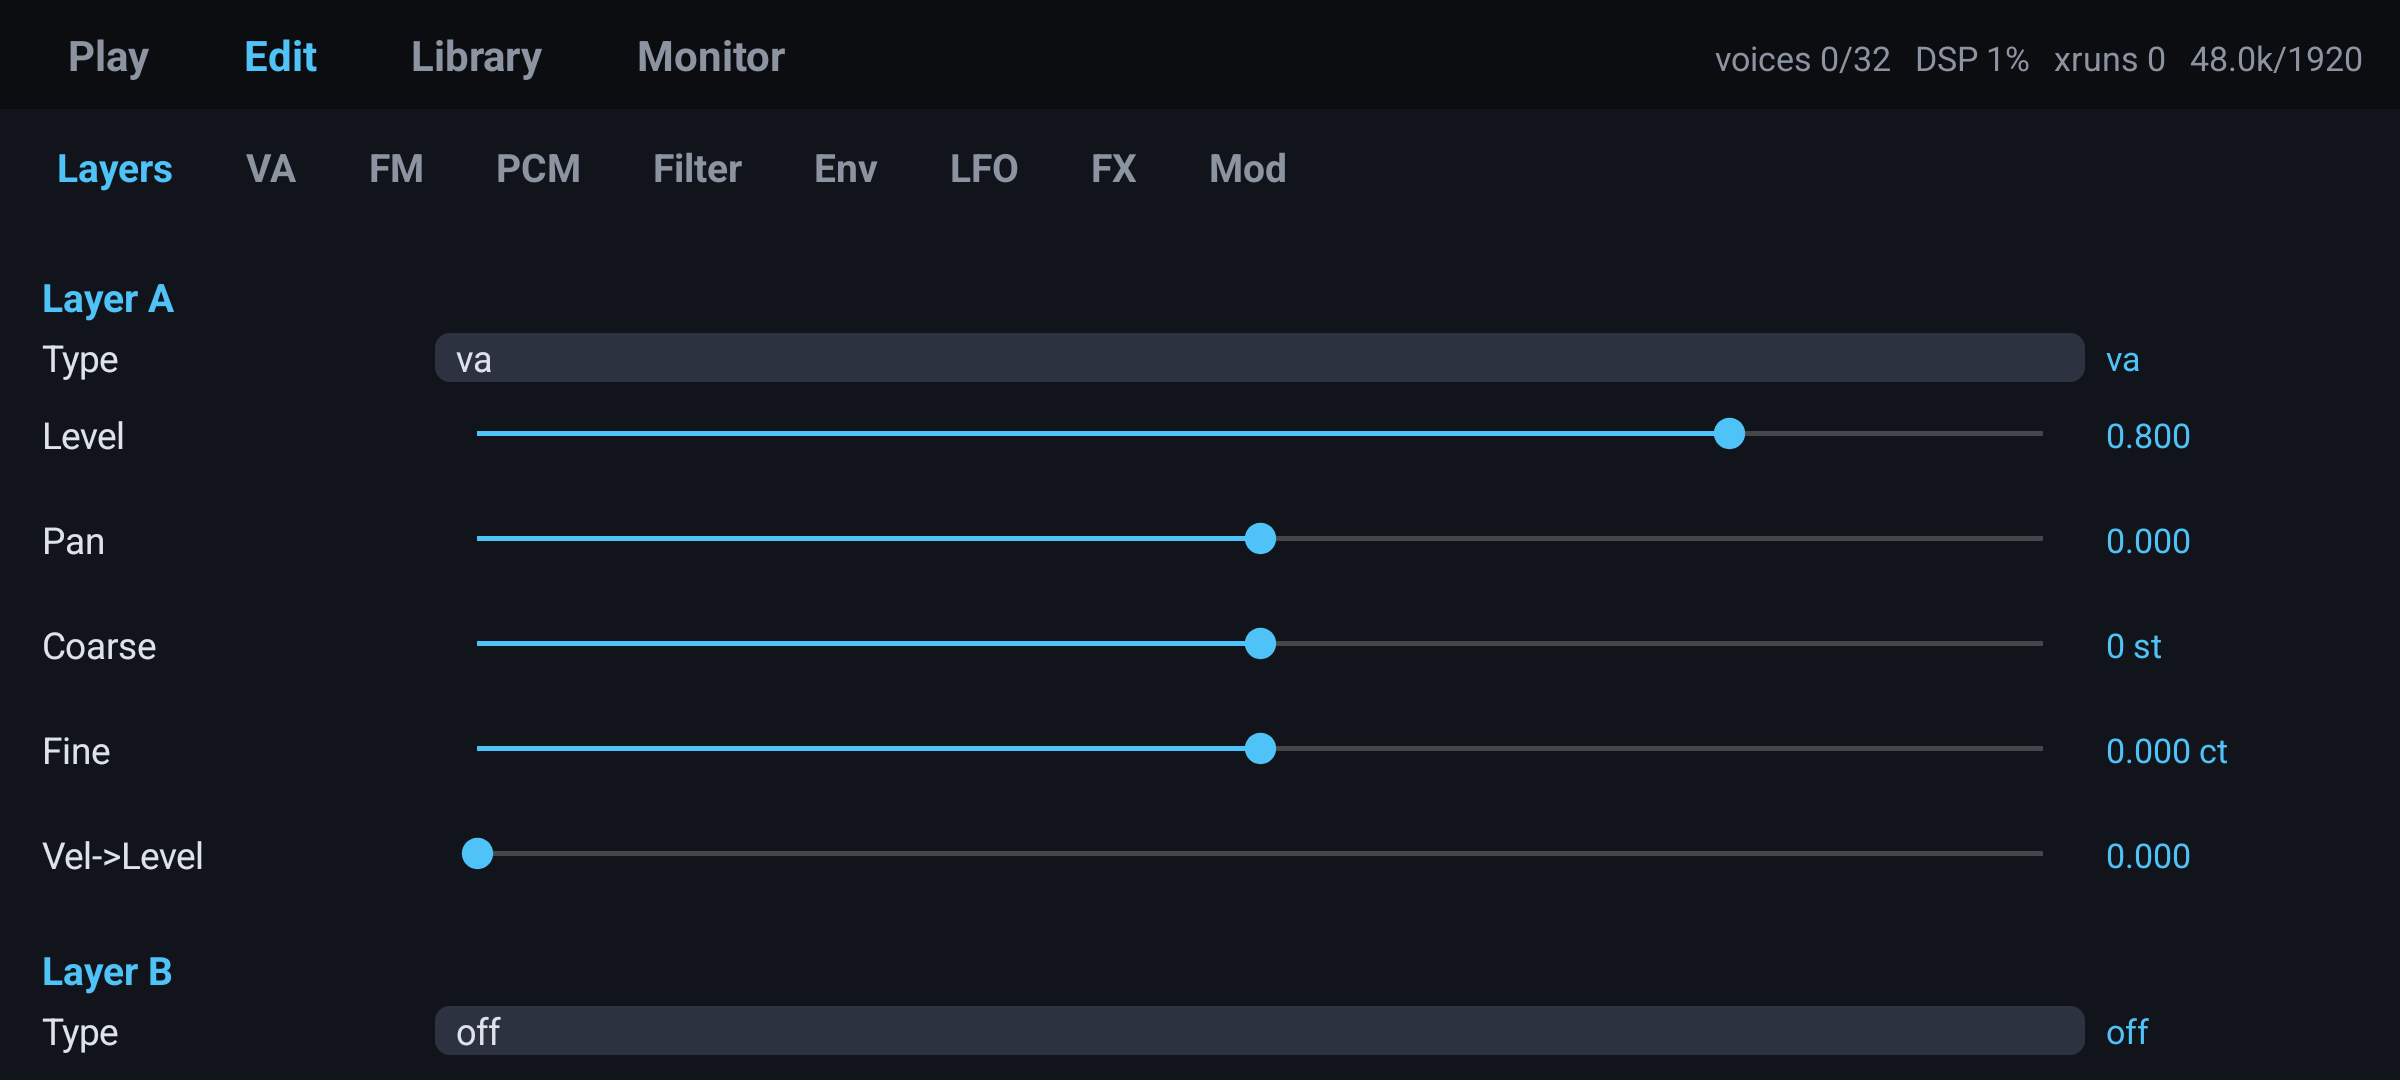 Play Edit Library Monitor voices 0/32 DSP 1% xruns 0 48.0k/1920
Layers VA FM PCM Filter Env LFO FX Mod
Layer A
Type va va
Level 0.800
Pan 0.000
Coarse 0 st
Fine 0.000 ct
Vel->Level 0.000
Layer B
Type off off